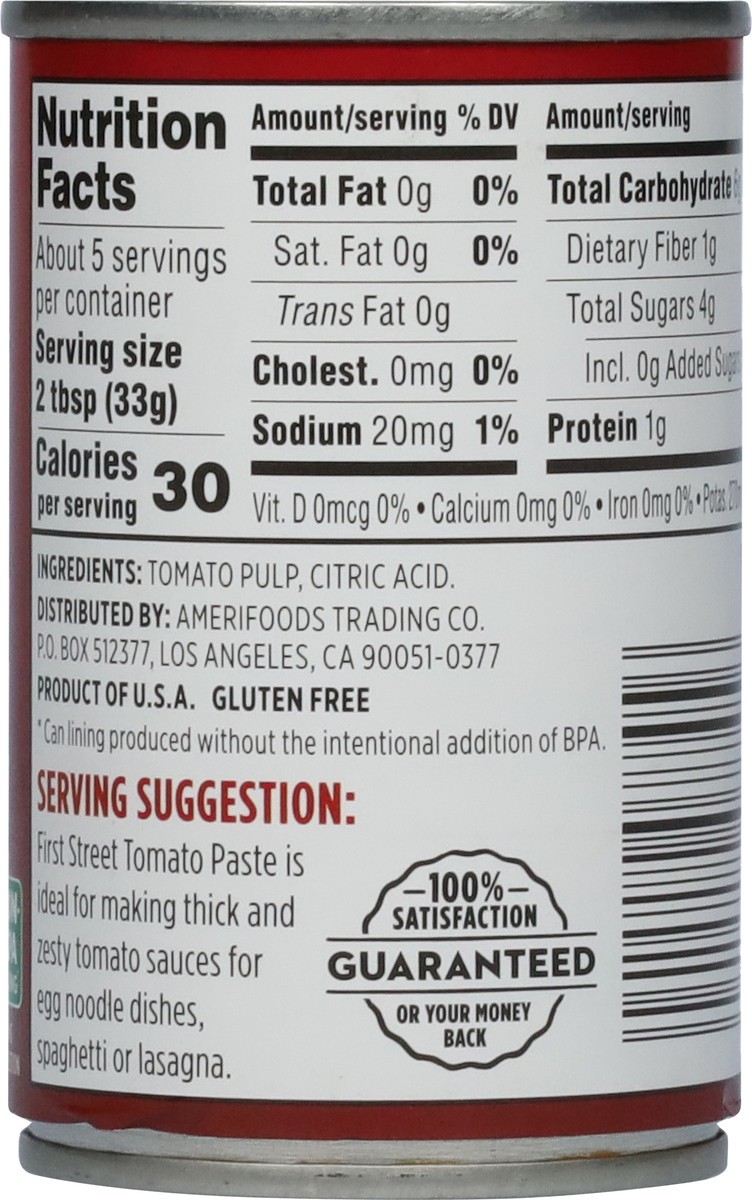 Nutrition
Facts
About 5 servings
per container
Serving size
2 tbsp (33g)
Calories
per serving 30
Amount/serving % DV
Total Fat 0g 0%
Sat. Fat 0g 0%
Trans Fat 0g
Cholest. 0mg 0%
Sodium 20mg 1%
Amount/serving
Total Carbohydrate
Dietary Fiber 1g
Total Sugars 4g
Incl. 0g Added
Protein 1g
Vit. D 0mcg 0% • Calcium 0mg 0% • Iron 0mg 0% • Potas.
INGREDIENTS: TOMATO PULP, CITRIC ACID.
DISTRIBUTED BY: AMERIFOODS TRADING CO.
P.O. BOX 512377, LOS ANGELES, CA 90051-0377
PRODUCT OF U.S.A. GLUTEN FREE
*Can lining produced without the intentional addition of BPA.
SERVING SUGGESTION:
First Street Tomato Paste is
ideal for making thick and
zesty tomato sauces for
egg noodle dishes,
spaghetti or lasagna.
100%
SATISFACTION
GUARANTEED
OR YOUR MONEY
BACK